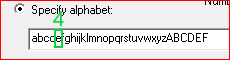 4
Specify alphabet:
abcdefghijklmnopqrstuvwxyzABCDEF